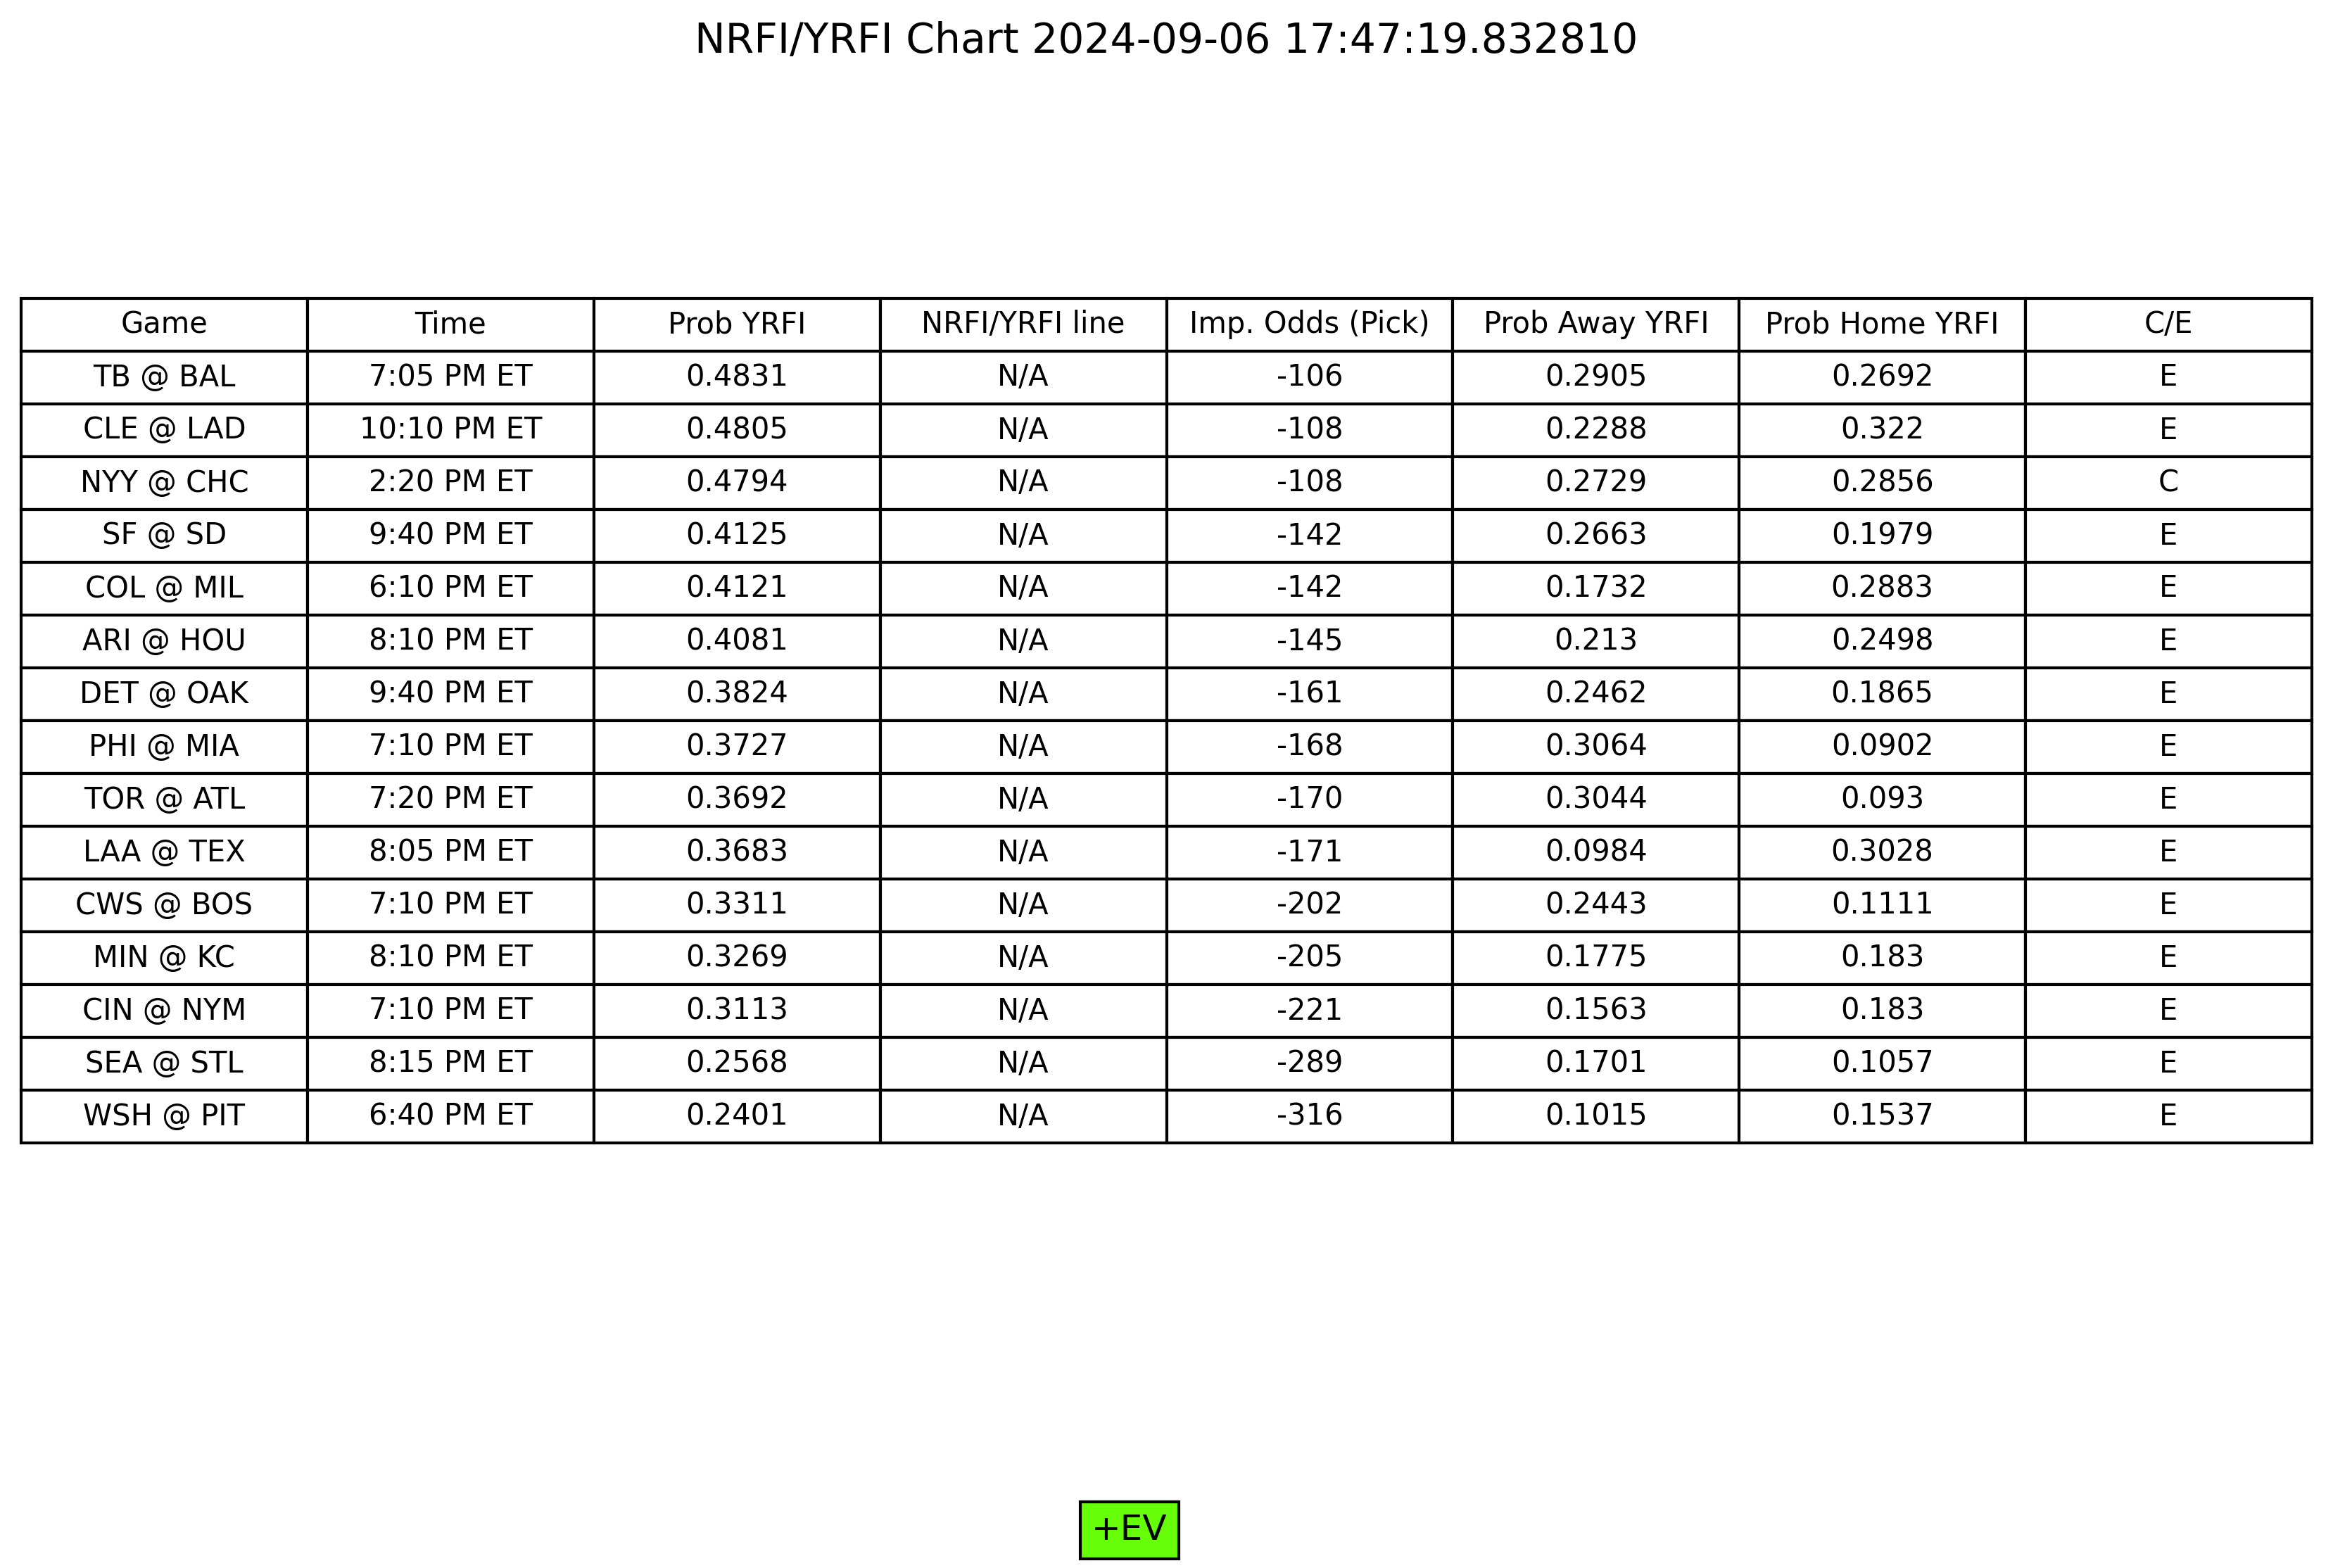 NRFI/YRFI Chart 2024-09-06 17:47:19.832810
Game Time Prob YRFI NRFI/YRFI line Imp. Odds (Pick) Prob Away YRFI Prob Home YRFI C/E
TB @ BAL 7:05 PM ET 0.4831 N/A -106 0.2905 0.2692 E
CLE @ LAD 10:10 PM ET 0.4805 N/A -108 0.2288 0.322 E
NYY @ CHC 2:20 PM ET 0.4794 N/A -108 0.2729 0.2856 C
SF @ SD 9:40 PM ET 0.4125 N/A -142 0.2663 0.1979 E
COL @ MIL 6:10 PM ET 0.4121 N/A -142 0.1732 0.2883 E
ARI @ HOU 8:10 PM ET 0.4081 N/A -145 0.213 0.2498 E
DET @ OAK 9:40 PM ET 0.3824 N/A -161 0.2462 0.1865 E
PHI @ MIA 7:10 PM ET 0.3727 N/A -168 0.3064 0.0902 E
TOR @ ATL 7:20 PM ET 0.3692 N/A -170 0.3044 0.093 E
LAA @ TEX 8:05 PM ET 0.3683 N/A -171 0.0984 0.3028 E
CWS @ BOS 7:10 PM ET 0.3311 N/A -202 0.2443 0.1111 E
MIN @ KC 8:10 PM ET 0.3269 N/A -205 0.1775 0.183 E
CIN @ NYM 7:10 PM ET 0.3113 N/A -221 0.1563 0.183 E
SEA @ STL 8:15 PM ET 0.2568 N/A -289 0.1701 0.1057 E
WSH @ PIT 6:40 PM ET 0.2401 N/A -316 0.1015 0.1537 E
+EV